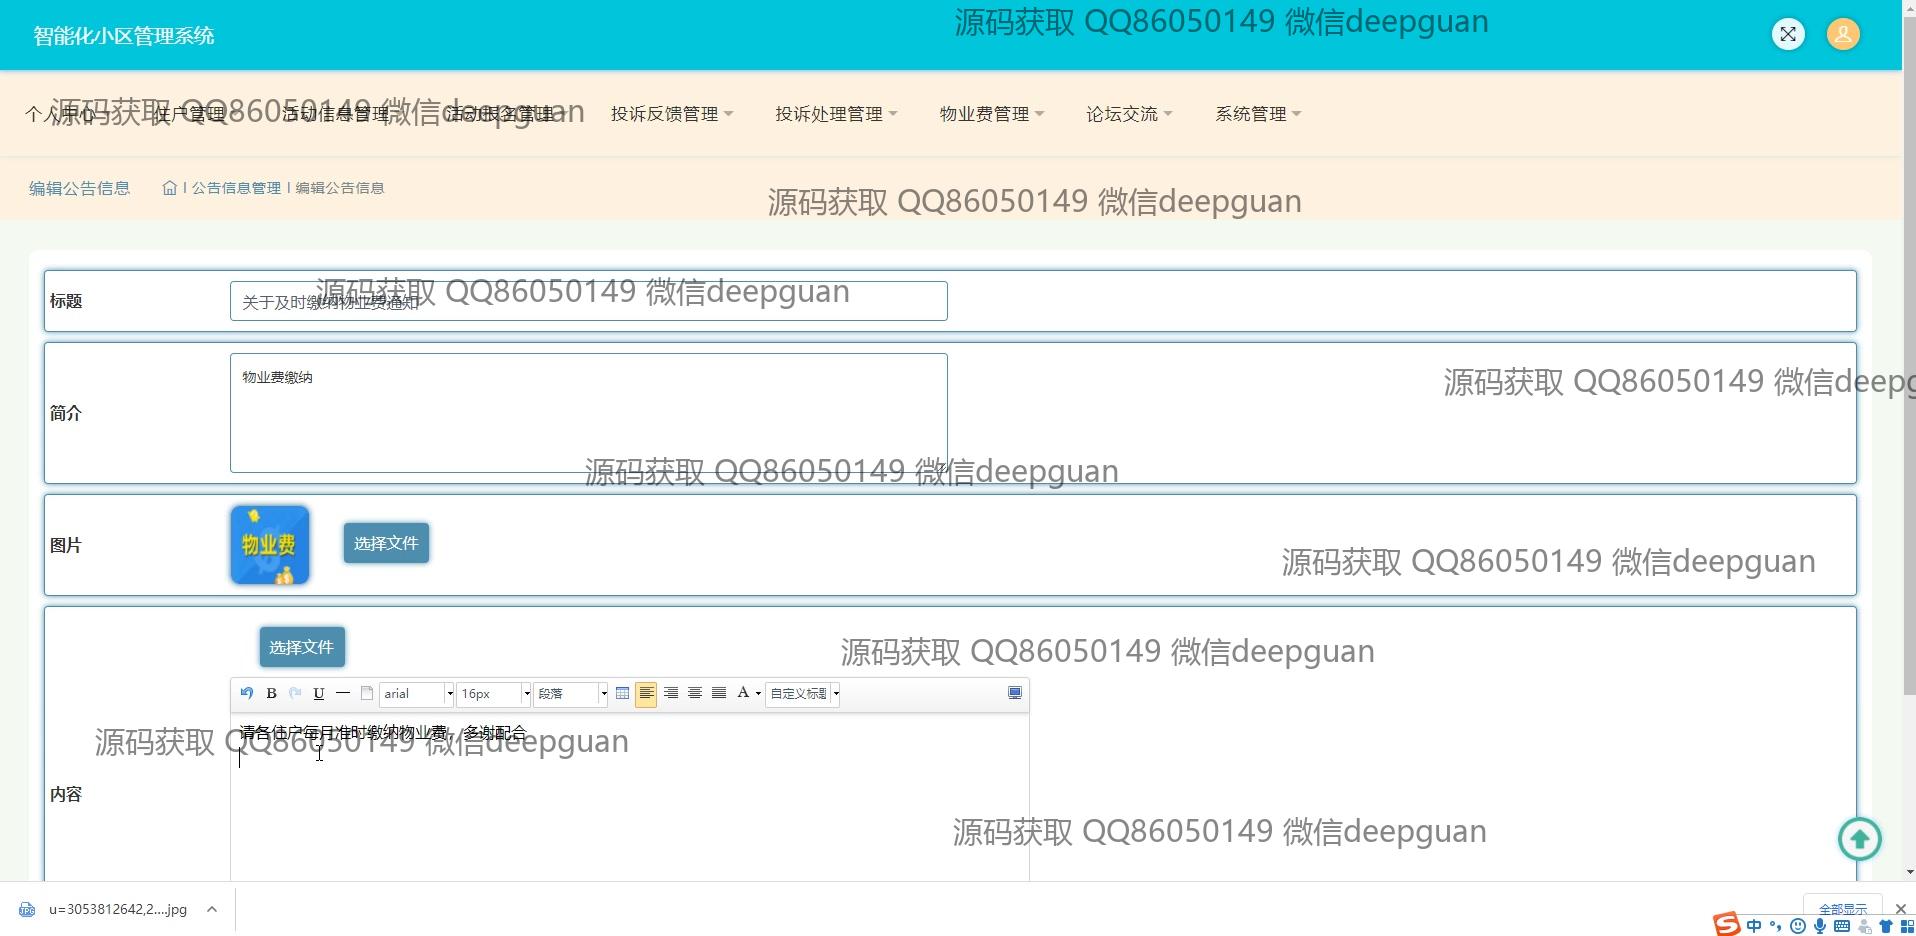 智能化小区管理系统
源码获取 QQ86050149 微信deepguan
个人中心 住户管理 活动信息管理 活动报名管理 投诉反馈管理 投诉处理管理 物业费管理 论坛交流 系统管理
源码获取 QQ86050149 微信deepguan
编辑公告信息 | 公告信息管理 | 编辑公告信息
源码获取 QQ86050149 微信deepguan
标题 关于及时缴纳物业费通知
源码获取 QQ86050149 微信deepguan
物业费缴纳
源码获取 QQ86050149 微信deepg
简介
源码获取 QQ86050149 微信deepguan
图片 物业费 选择文件
源码获取 QQ86050149 微信deepguan
选择文件
源码获取 QQ86050149 微信deepguan
B U arial 16px 段落 A 自定义标题
请各住户每月准时缴纳物业费，多谢配合
源码获取 QQ86050149 微信deepguan
内容
源码获取 QQ86050149 微信deepguan
JPG u=3053812642,2....jpg 全部显示
S 中